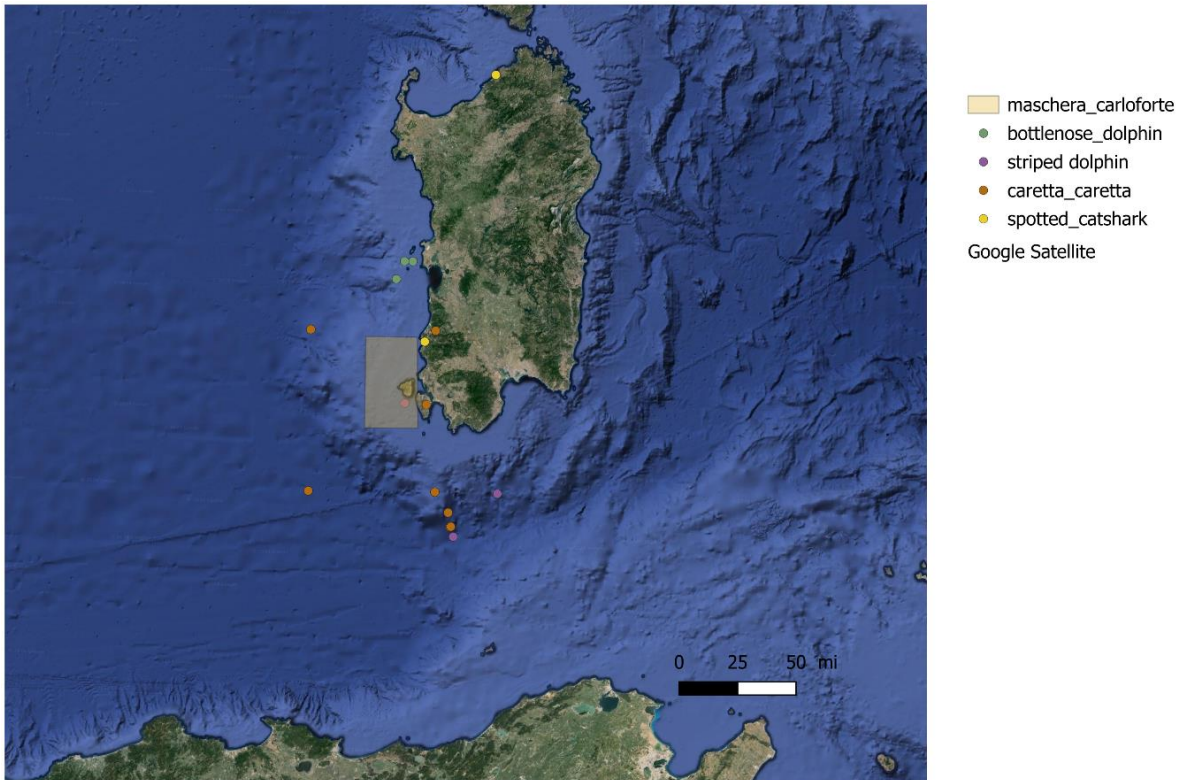 maschera_carloforte
bottlenose_dolphin
striped dolphin
caretta_caretta
spotted_catshark
Google Satellite
0 25 50 mi